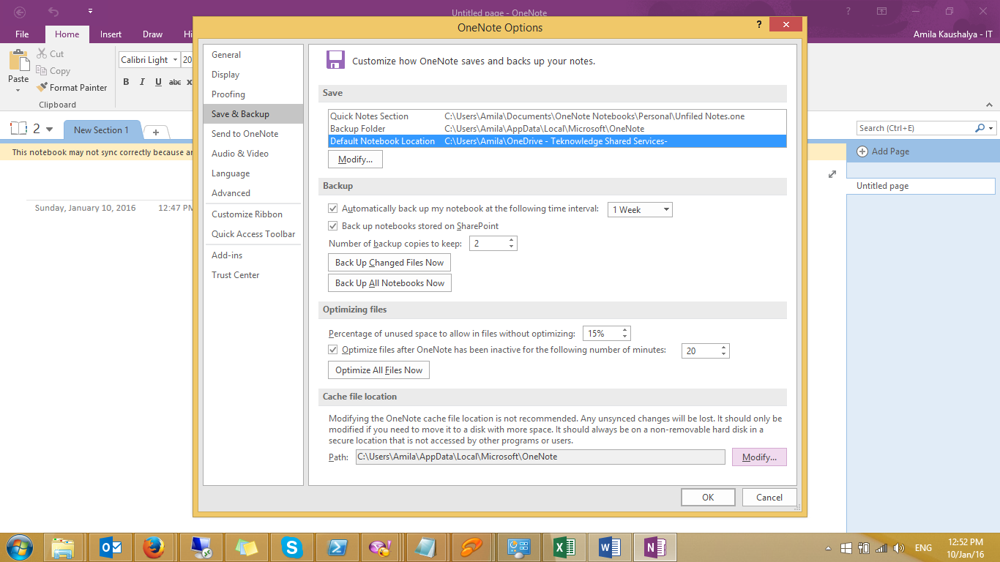 Untitled page - OneNote
?
OneNote Options
?
File Home Insert Draw Hi
Amila Kaushalya - IT
Cut
Copy
Format Painter
Paste
Clipboard
Calibri Light 20
B I U abc x
2 New Section 1
Search (Ctrl+E)
This notebook may not sync correctly because
Add Page
Untitled page
Sunday, January 10, 2016 12:47 PM
General
Display
Proofing
Save & Backup
Send to OneNote
Audio & Video
Language
Advanced
Customize Ribbon
Quick Access Toolbar
Add-ins
Trust Center
Customize how OneNote saves and backs up your notes.
Save
Quick Notes Section C:\Users\Amila\Documents\OneNote Notebooks\Personal\Unfiled Notes.one
Backup Folder C:\Users\Amila\AppData\Local\Microsoft\OneNote
Default Notebook Location C:\Users\Amila\OneDrive - Teknowledge Shared Services-
Modify...
Backup
Automatically back up my notebook at the following time interval: 1 Week
Back up notebooks stored on SharePoint
Number of backup copies to keep: 2
Back Up Changed Files Now
Back Up All Notebooks Now
Optimizing files
Percentage of unused space to allow in files without optimizing: 15%
Optimize files after OneNote has been inactive for the following number of minutes: 20
Optimize All Files Now
Cache file location
Modifying the OneNote cache file location is not recommended. Any unsynced changes will be lost. It should only be
modified if you need to move it to a disk with more space. It should always be on a non-removable hard disk in a
secure location that is not accessed by other programs or users.
Path: C:\Users\Amila\AppData\Local\Microsoft\OneNote Modify...
OK Cancel
ENG
12:52 PM
10/Jan/16